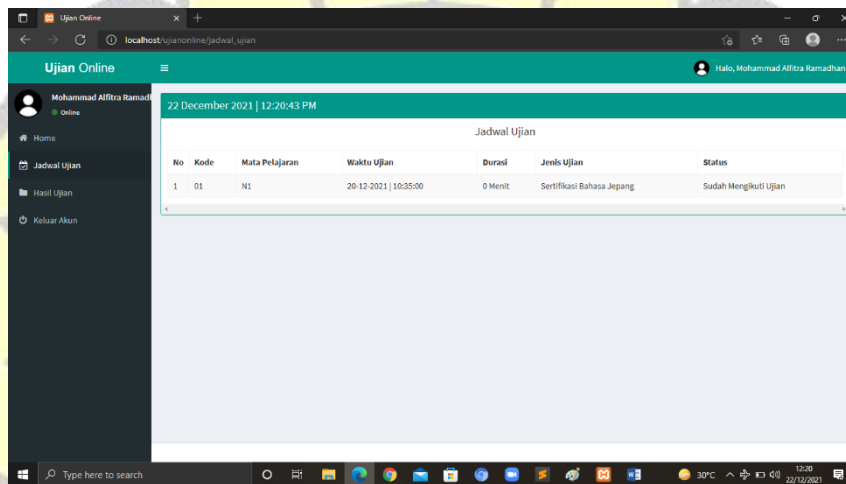 Ujian Online
localhost/ujianonline/jadwal_ujian
Ujian Online
Halo, Mohammad Alfitra Ramadhan
Mohammad Alfitra Ramad
Online
22 December 2021 | 12:20:43 PM
Home
Jadwal Ujian
Hasil Ujian
Keluar Akun
Jadwal Ujian
No Kode Mata Pelajaran Waktu Ujian Durasi Jenis Ujian Status
1 01 N1 20-12-2021 | 10:35:00 0 Menit Sertifikasi Bahasa Jepang Sudah Mengikuti Ujian
Type here to search
30°C
12:20
22/12/2021